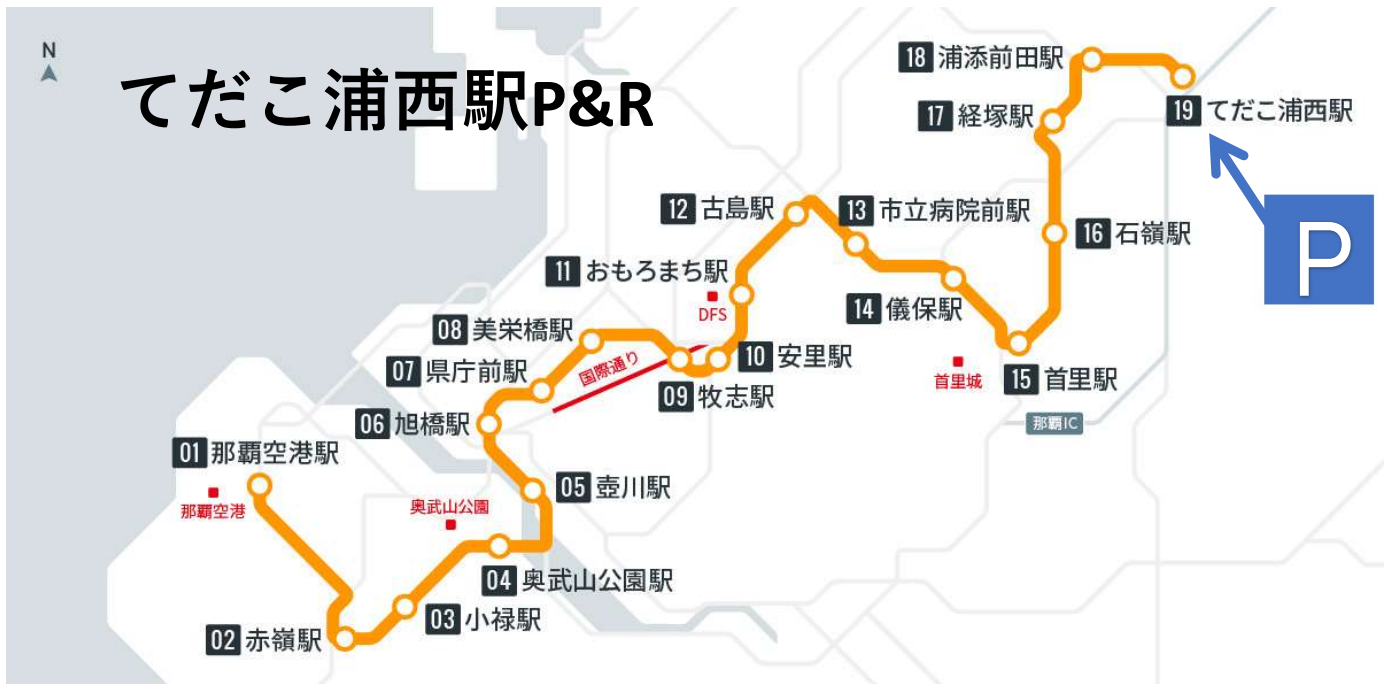 N
てだこ浦西駅P&R
18 浦添前田駅
19 てだこ浦西駅
17 経塚駅
P
12 古島駅
13 市立病院前駅
16 石嶺駅
11 おもろまち駅
DFS
14 儀保駅
08 美栄橋駅
10 安里駅
07 県庁前駅
国際通り
首里城
15 首里駅
09 牧志駅
06 旭橋駅
那覇IC
01 那覇空港駅
05 壺川駅
那覇空港
奥武山公園
04 奥武山公園駅
03 小禄駅
02 赤嶺駅